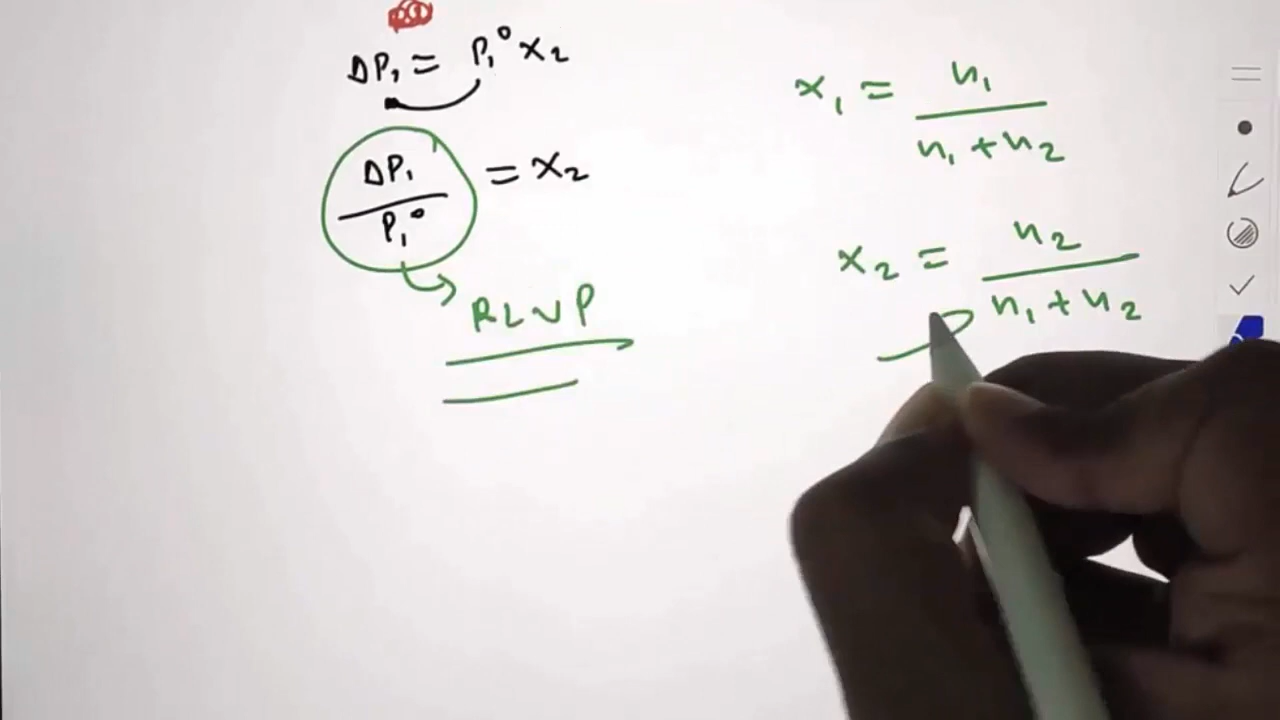 ΔP₁ = P₁° x₂
ΔP₁ / P₁° = x₂
RLVP
x₁ = n₁ / n₁ + n₂
x₂ = n₂ / n₁ + n₂